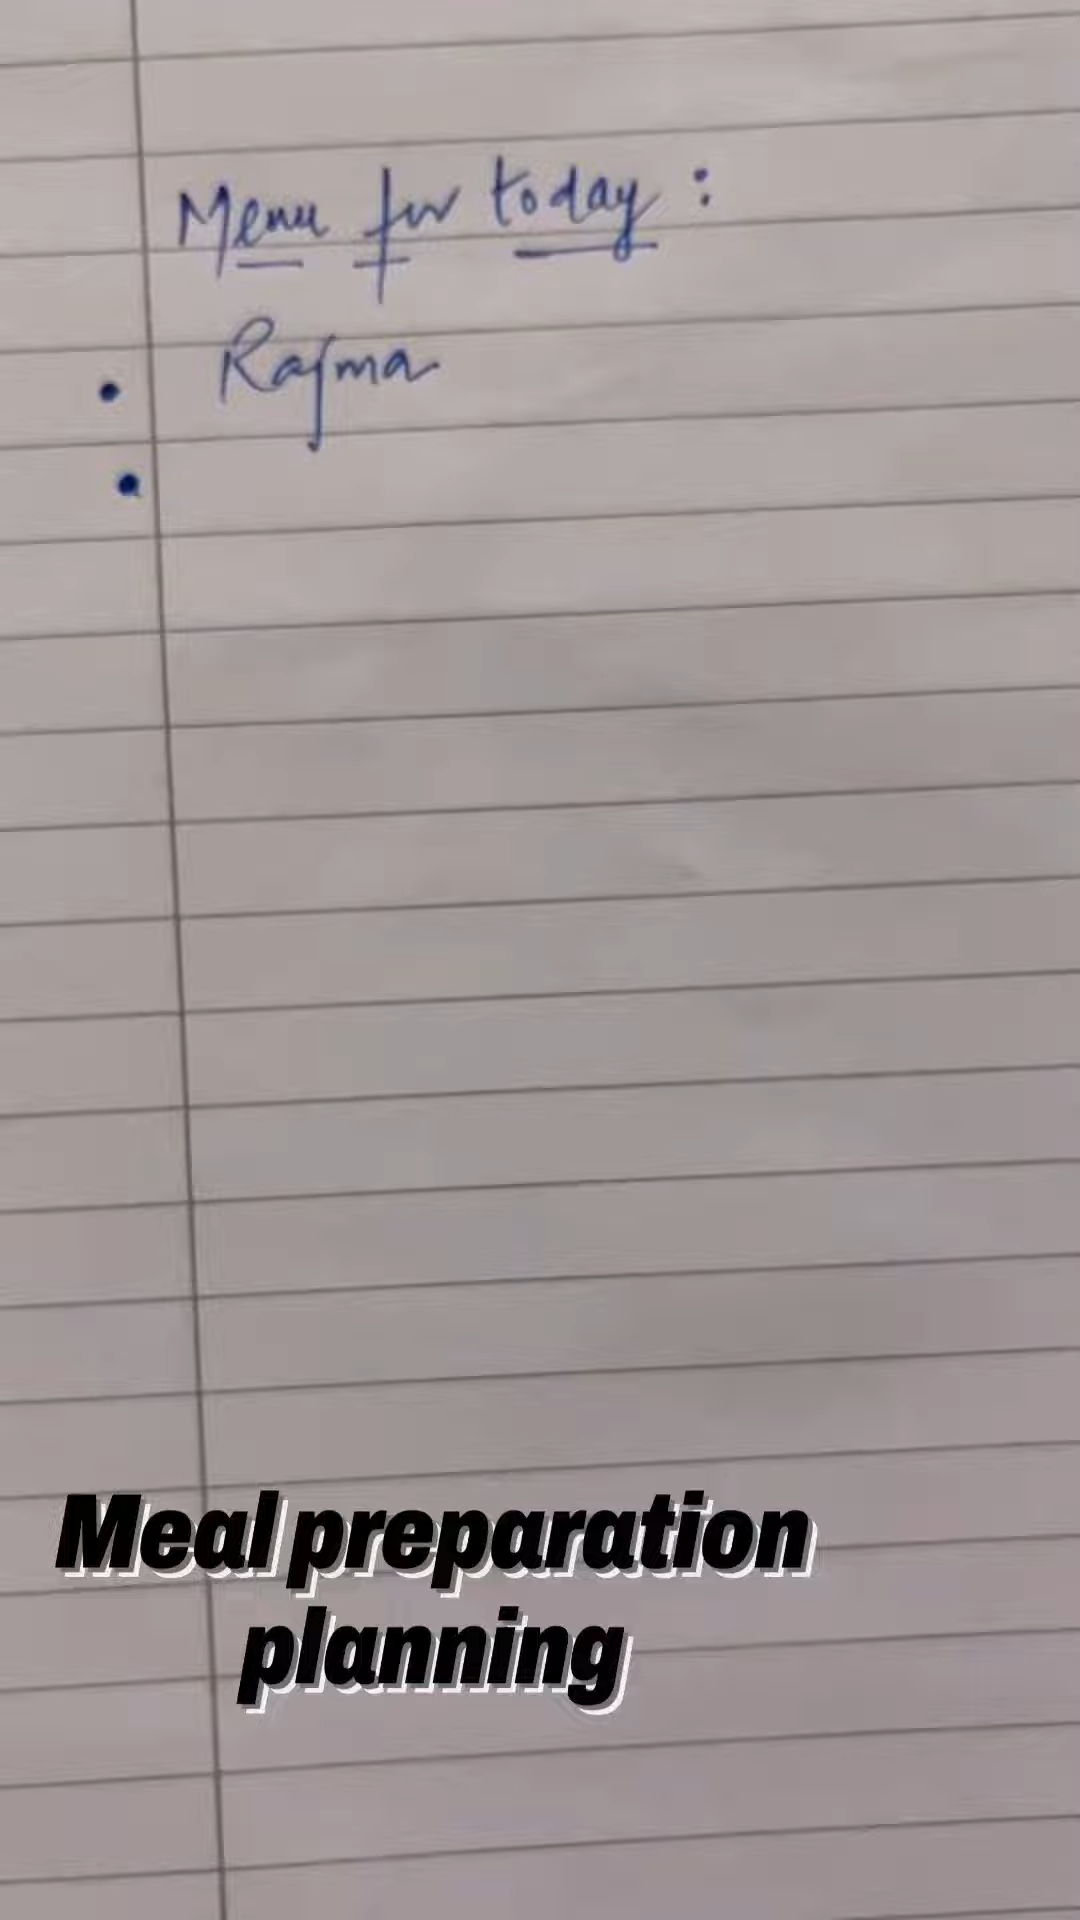 Menu for today :
• Rajma
•
Meal preparation
planning